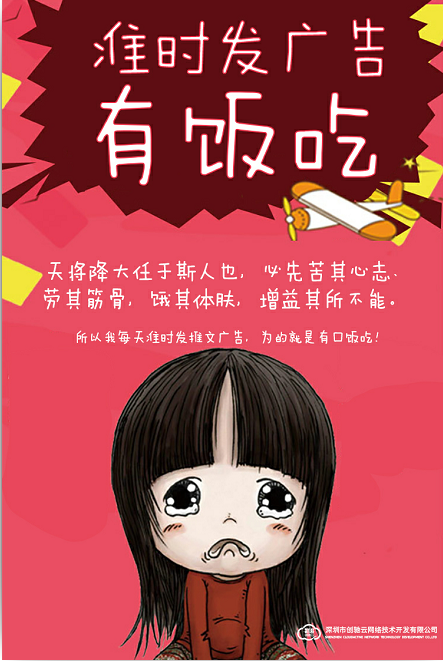 准时发广告
有饭吃
天将降大任于斯人也，必先苦其心志、
劳其筋骨，饿其体肤，增益其所不能。
所以我每天准时发推文广告，为的就是有口饭吃！
深圳市创驰云网络技术开发有限公司